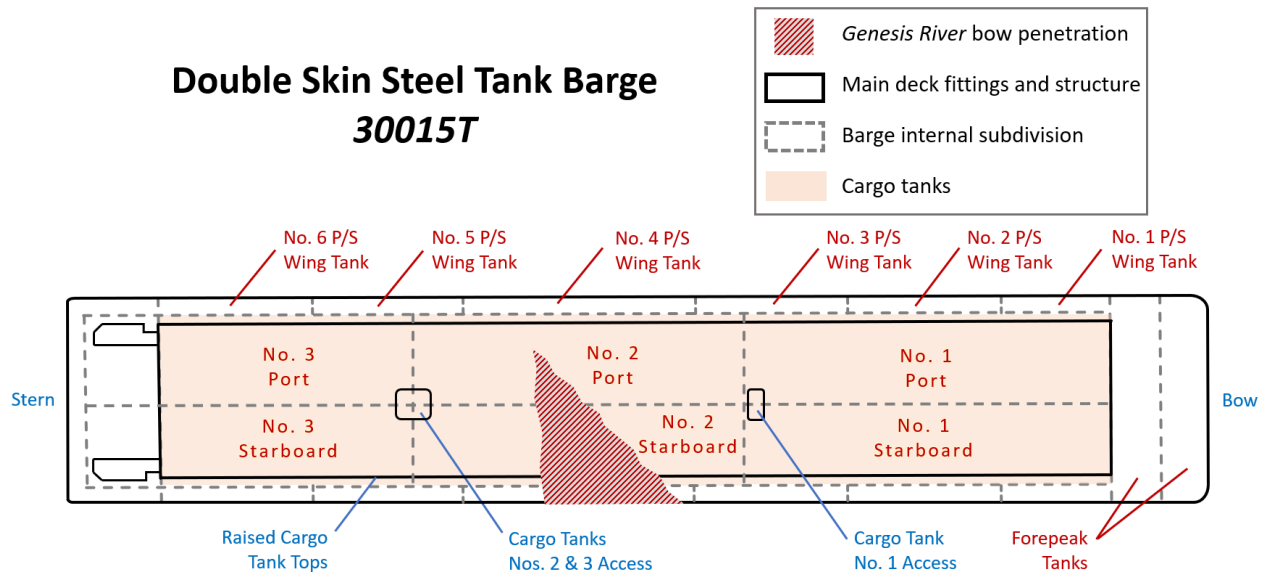 Double Skin Steel Tank Barge
30015T
Genesis River bow penetration
Main deck fittings and structure
Barge internal subdivision
Cargo tanks
No. 6 P/S
Wing Tank
No. 5 P/S
Wing Tank
No. 4 P/S
Wing Tank
No. 3 P/S
Wing Tank
No. 2 P/S
Wing Tank
No. 1 P/S
Wing Tank
Stern
No. 3
Port
No. 2
Port
No. 1
Port
Bow
No. 3
Starboard
No. 2
Starboard
No. 1
Starboard
Raised Cargo
Tank Tops
Cargo Tanks
Nos. 2 & 3 Access
Cargo Tank
No. 1 Access
Forepeak
Tanks